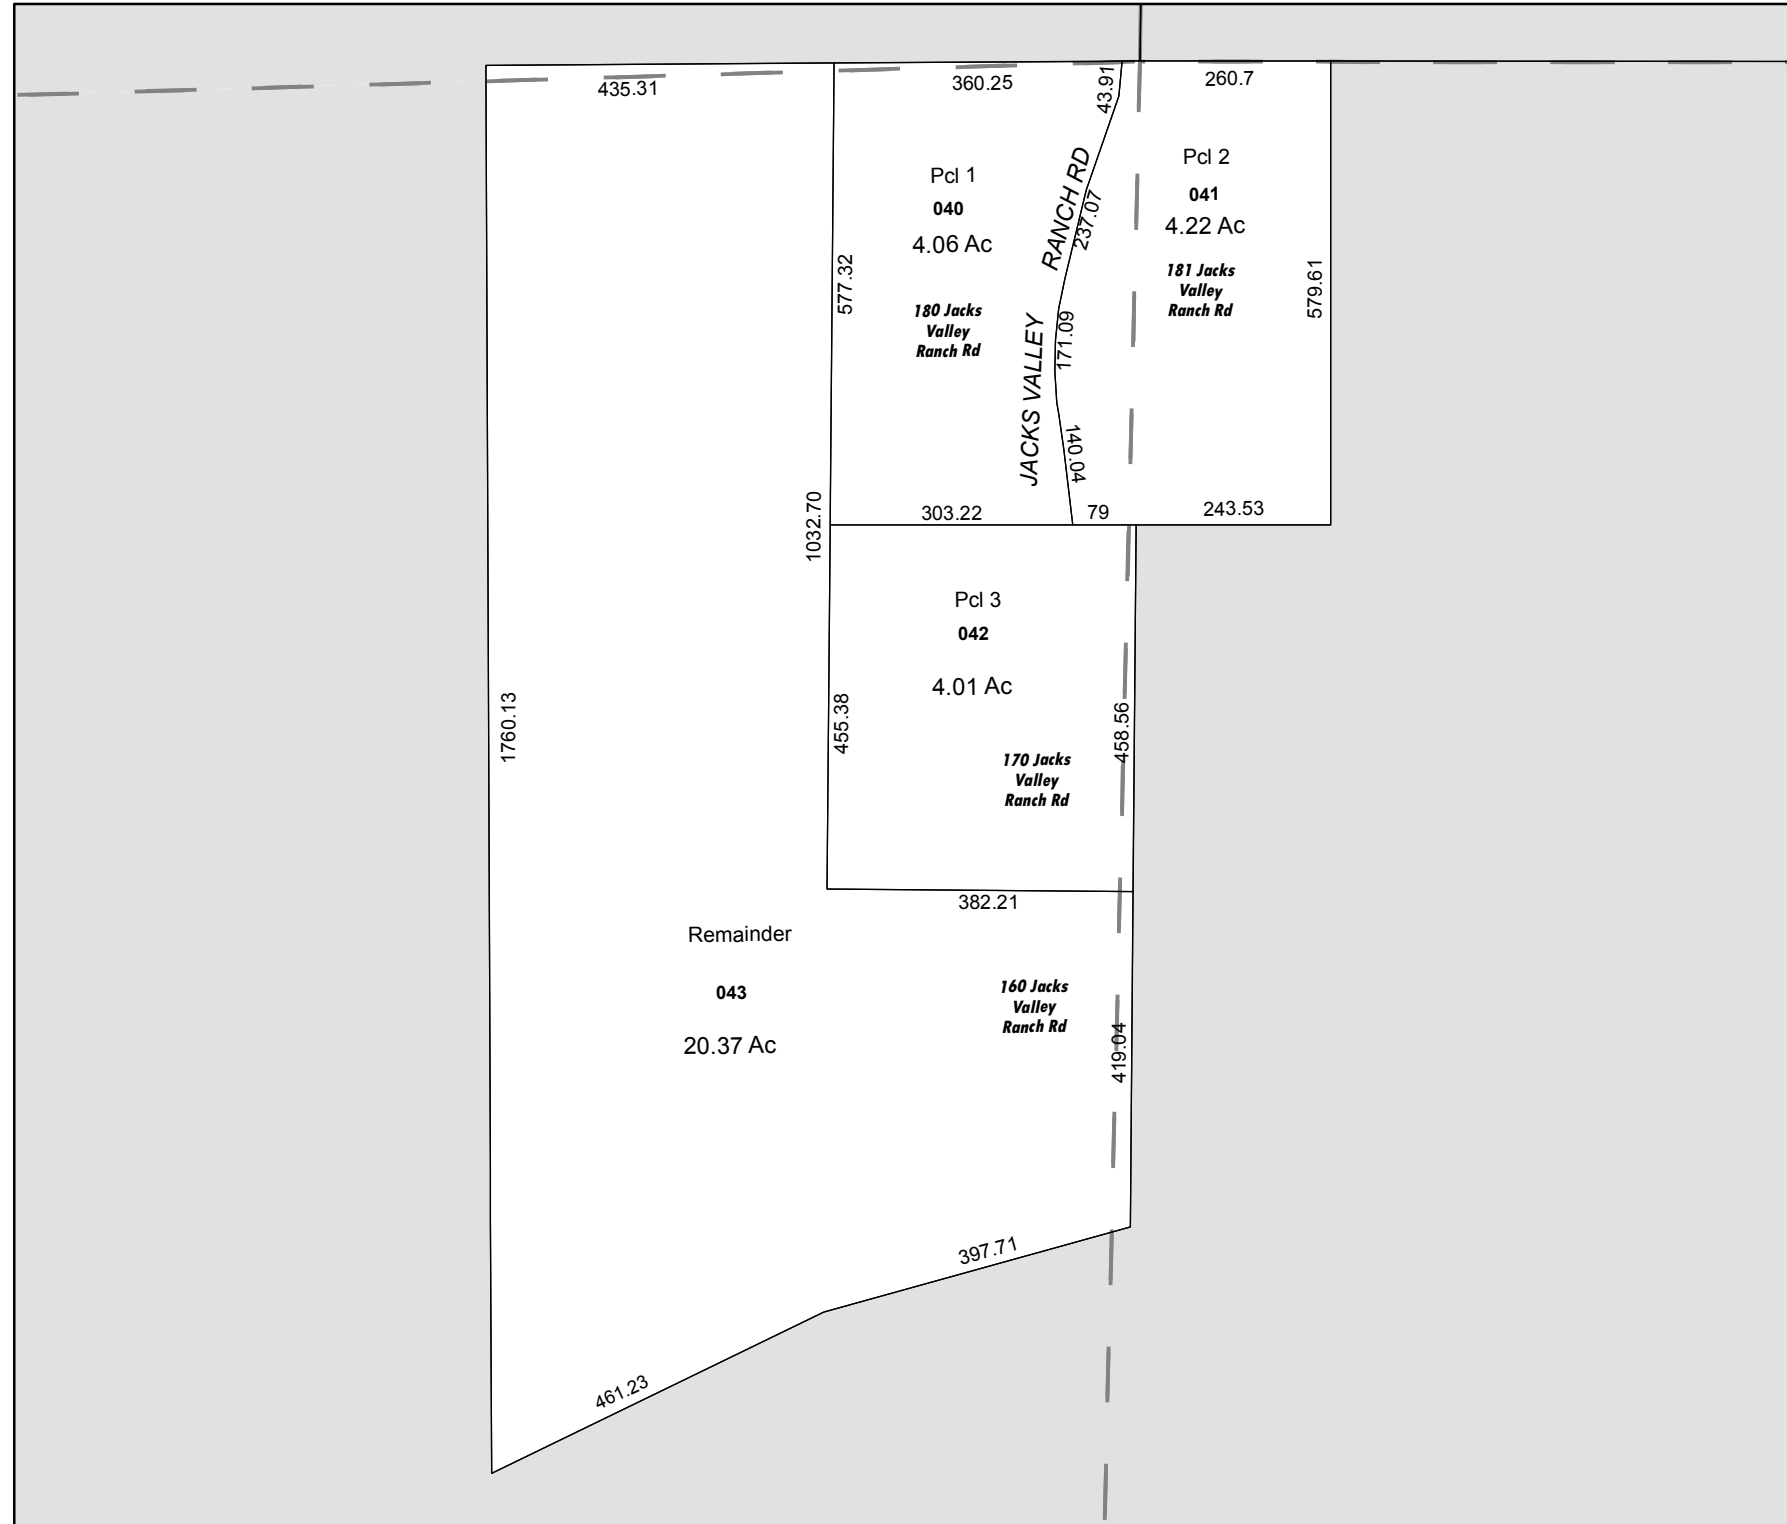 435.31
360.25
43.91
260.7
Pcl 1
040
4.06 Ac
180 Jacks
Valley
Ranch Rd
577.32
JACKS VALLEY RANCH RD
237.07
171.09
140.04
Pcl 2
041
4.22 Ac
181 Jacks
Valley
Ranch Rd
579.61
303.22
79
243.53
1032.70
Pcl 3
042
4.01 Ac
170 Jacks
Valley
Ranch Rd
455.38
458.56
1760.13
382.21
Remainder
043
20.37 Ac
160 Jacks
Valley
Ranch Rd
419.04
397.71
461.23